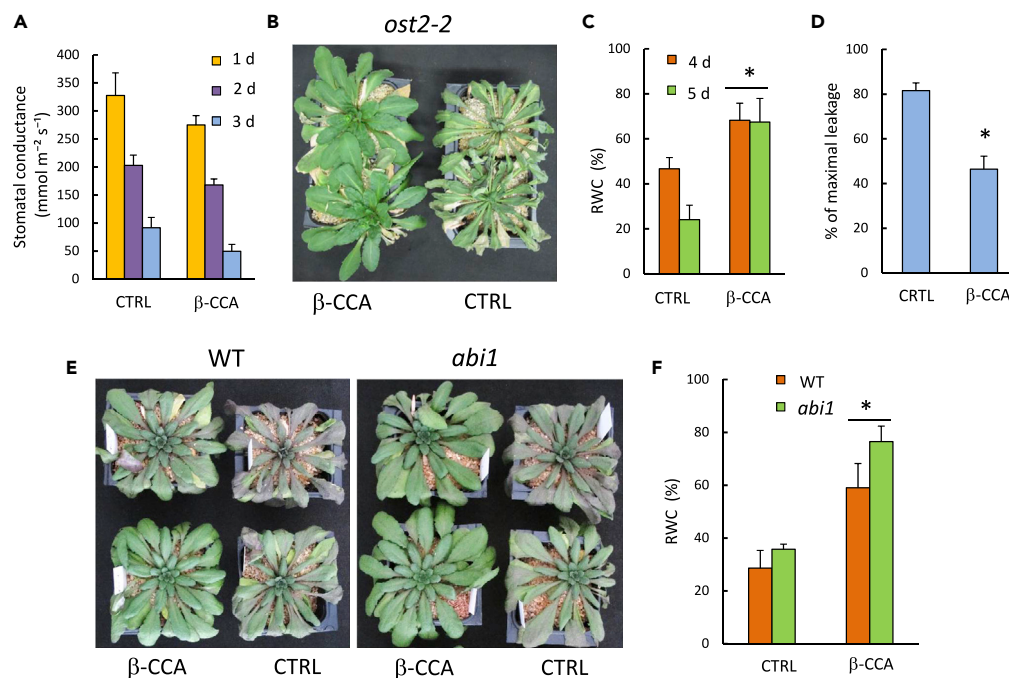 A
Stomatal conductance
(mmol m⁻² s⁻¹)
400
350
300
250
200
150
100
50
0
1 d
2 d
3 d
CTRL
β-CCA
B
ost2-2
β-CCA
CTRL
C
RWC (%)
100
80
60
40
20
0
4 d
5 d
*
CTRL
β-CCA
D
% of maximal leakage
100
80
60
40
20
0
*
CRTL
β-CCA
E
WT
abi1
β-CCA
CTRL
β-CCA
CTRL
F
RWC (%)
100
80
60
40
20
0
WT
abi1
*
CTRL
β-CCA